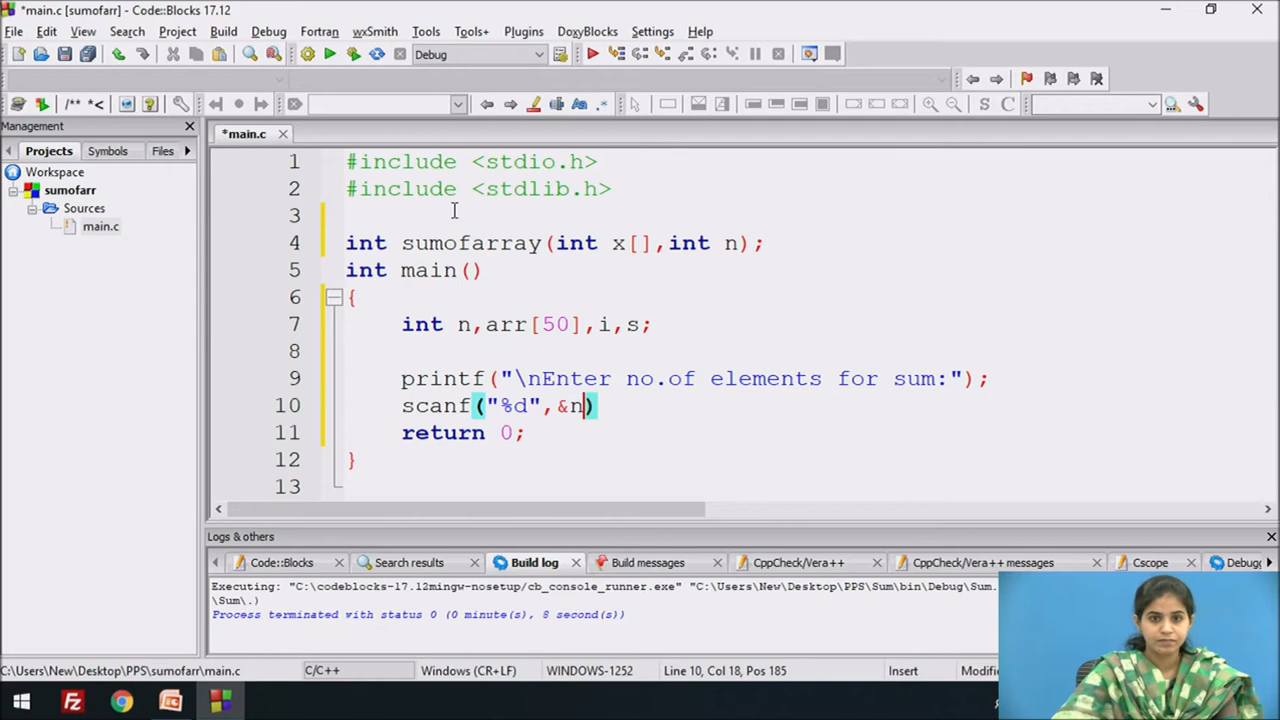 *main.c [sumofarr] - Code::Blocks 17.12
File Edit View Search Project Build Debug Fortran wxSmith Tools Tools+ Plugins DoxyBlocks Settings Help
Debug
/** *<
S C
Management
*main.c
Projects Symbols Files
Workspace
sumofarr
Sources
main.c
1 #include <stdio.h>
2 #include <stdlib.h>
3
4 int sumofarray(int x[],int n);
5 int main()
6 {
7 int n,arr[50],i,s;
8
9 printf("\nEnter no.of elements for sum:");
10 scanf("%d",&n)
11 return 0;
12 }
13
Logs & others
Code::Blocks Search results Build log Build messages CppCheck/Vera++ CppCheck/Vera++ messages Cscope Debugg
Executing: "C:\codeblocks-17.12mingw-nosetup/cb_console_runner.exe" "C:\Users\New\Desktop\PPS\Sum\bin\Debug\Sum.
\Sum\.)
Process terminated with status 0 (0 minute(s), 8 second(s))
C:\Users\New\Desktop\PPS\sumofarr\main.c C/C++ Windows (CR+LF) WINDOWS-1252 Line 10, Col 18, Pos 185 Insert Modifi